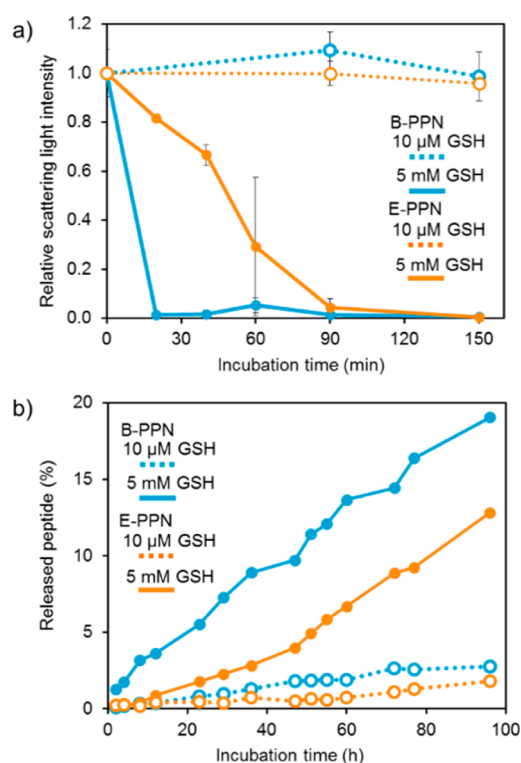 a)
Relative scattering light intensity
1.2
1.0
0.8
0.6
0.4
0.2
0.0
B-PPN
10 µM GSH
5 mM GSH
E-PPN
10 µM GSH
5 mM GSH
0 30 60 90 120 150
Incubation time (min)
b)
Released peptide (%)
20
15
10
5
0
B-PPN
10 µM GSH
5 mM GSH
E-PPN
10 µM GSH
5 mM GSH
0 20 40 60 80 100
Incubation time (h)